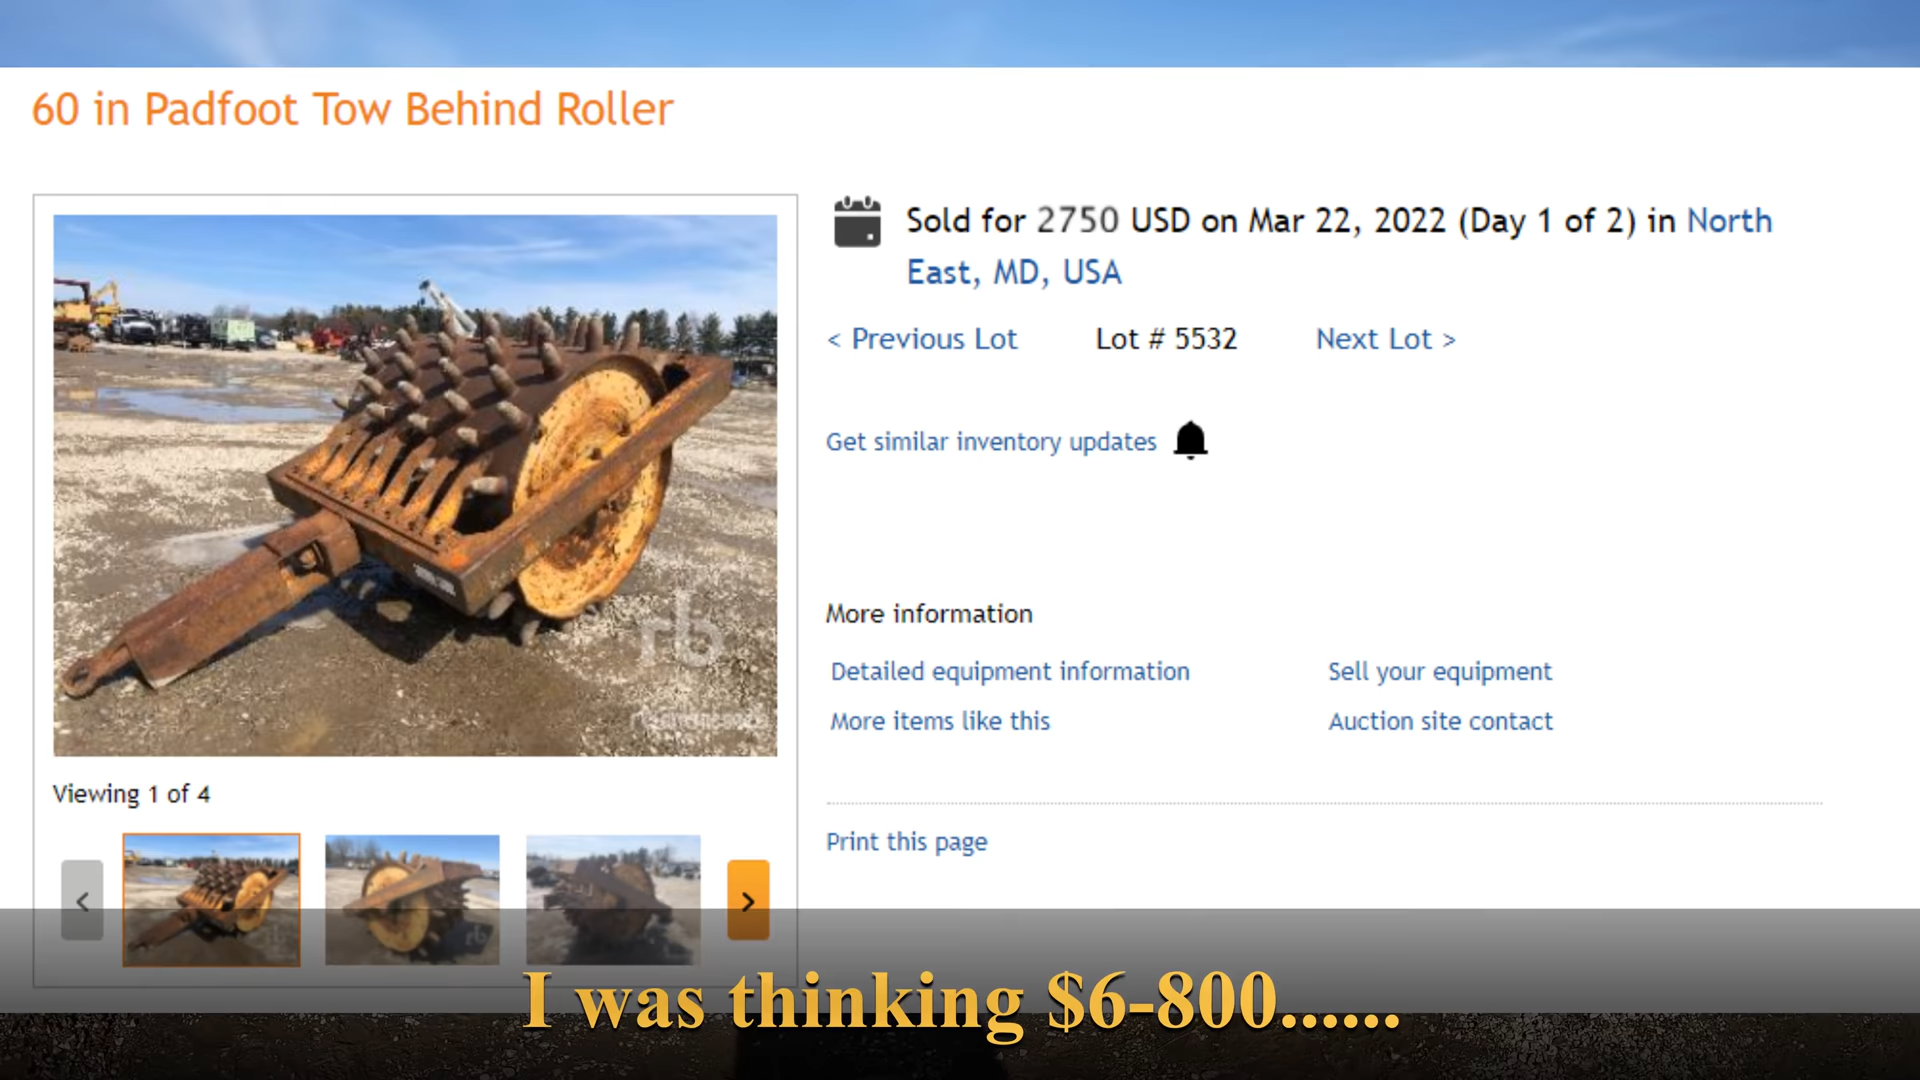 60 in Padfoot Tow Behind Roller
Sold for 2750 USD on Mar 22, 2022 (Day 1 of 2) in North
East, MD, USA
< Previous Lot Lot # 5532 Next Lot >
Get similar inventory updates
rb
More information
Detailed equipment information Sell your equipment
More items like this Auction site contact
Viewing 1 of 4
Print this page
< >
I was thinking $6-800......